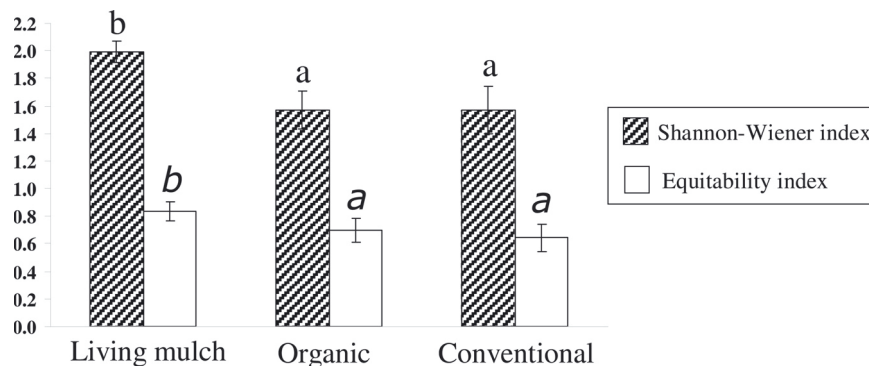 2.2
2.0
1.8
1.6
1.4
1.2
1.0
0.8
0.6
0.4
0.2
0.0
b
b
a
a
a
a
Living mulch
Organic
Conventional
Shannon-Wiener index
Equitability index